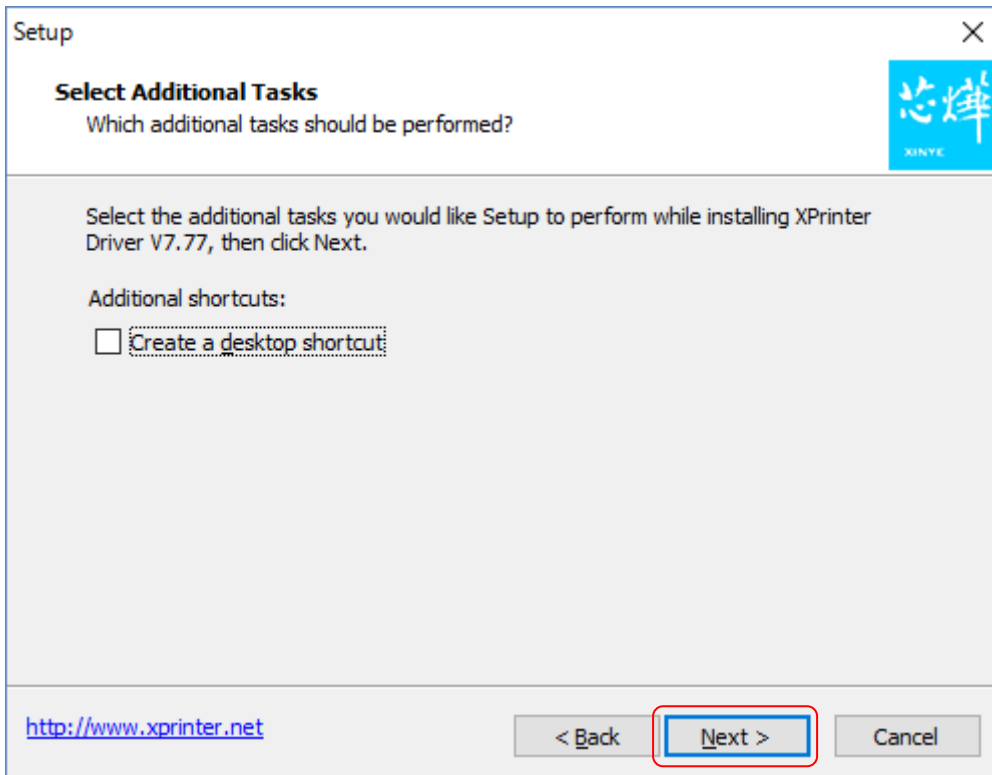 Setup
Select Additional Tasks
Which additional tasks should be performed?
芯烨
XINYE
Select the additional tasks you would like Setup to perform while installing XPrinter
Driver V7.77, then click Next.
Additional shortcuts:
Create a desktop shortcut
http://www.xprinter.net
< Back
Next >
Cancel